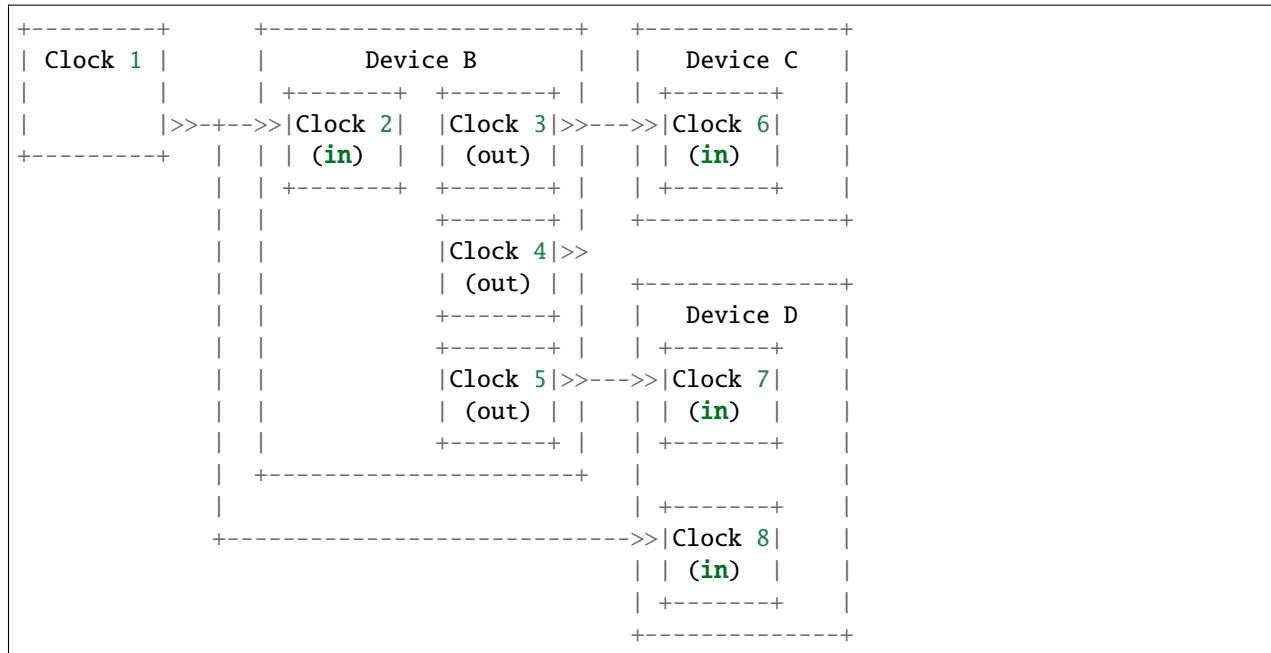 +---------+      +----------------------+   +--------------+
| Clock 1 |      |       Device B       |   |   Device C   |
|         |      | +-------+  +-------+ |   | +-------+    |
|         |>>-+-->>|Clock 2|  |Clock 3|>>--->>|Clock 6|    |
+---------+   |  | | (in)  |  | (out) | |   | | (in)  |    |
              |  | +-------+  +-------+ |   | +-------+    |
              |  |            +-------+ |   +--------------+
              |  |            |Clock 4|>>
              |  |            | (out) | |   +--------------+
              |  |            +-------+ |   |   Device D   |
              |  |            +-------+ |   | +-------+    |
              |  |            |Clock 5|>>--->>|Clock 7|    |
              |  |            | (out) | |   | | (in)  |    |
              |  |            +-------+ |   | +-------+    |
              |  +----------------------+   |              |
              |                             | +-------+    |
              +----------------------------->>|Clock 8|    |
                                            | | (in)  |    |
                                            | +-------+    |
                                            +--------------+